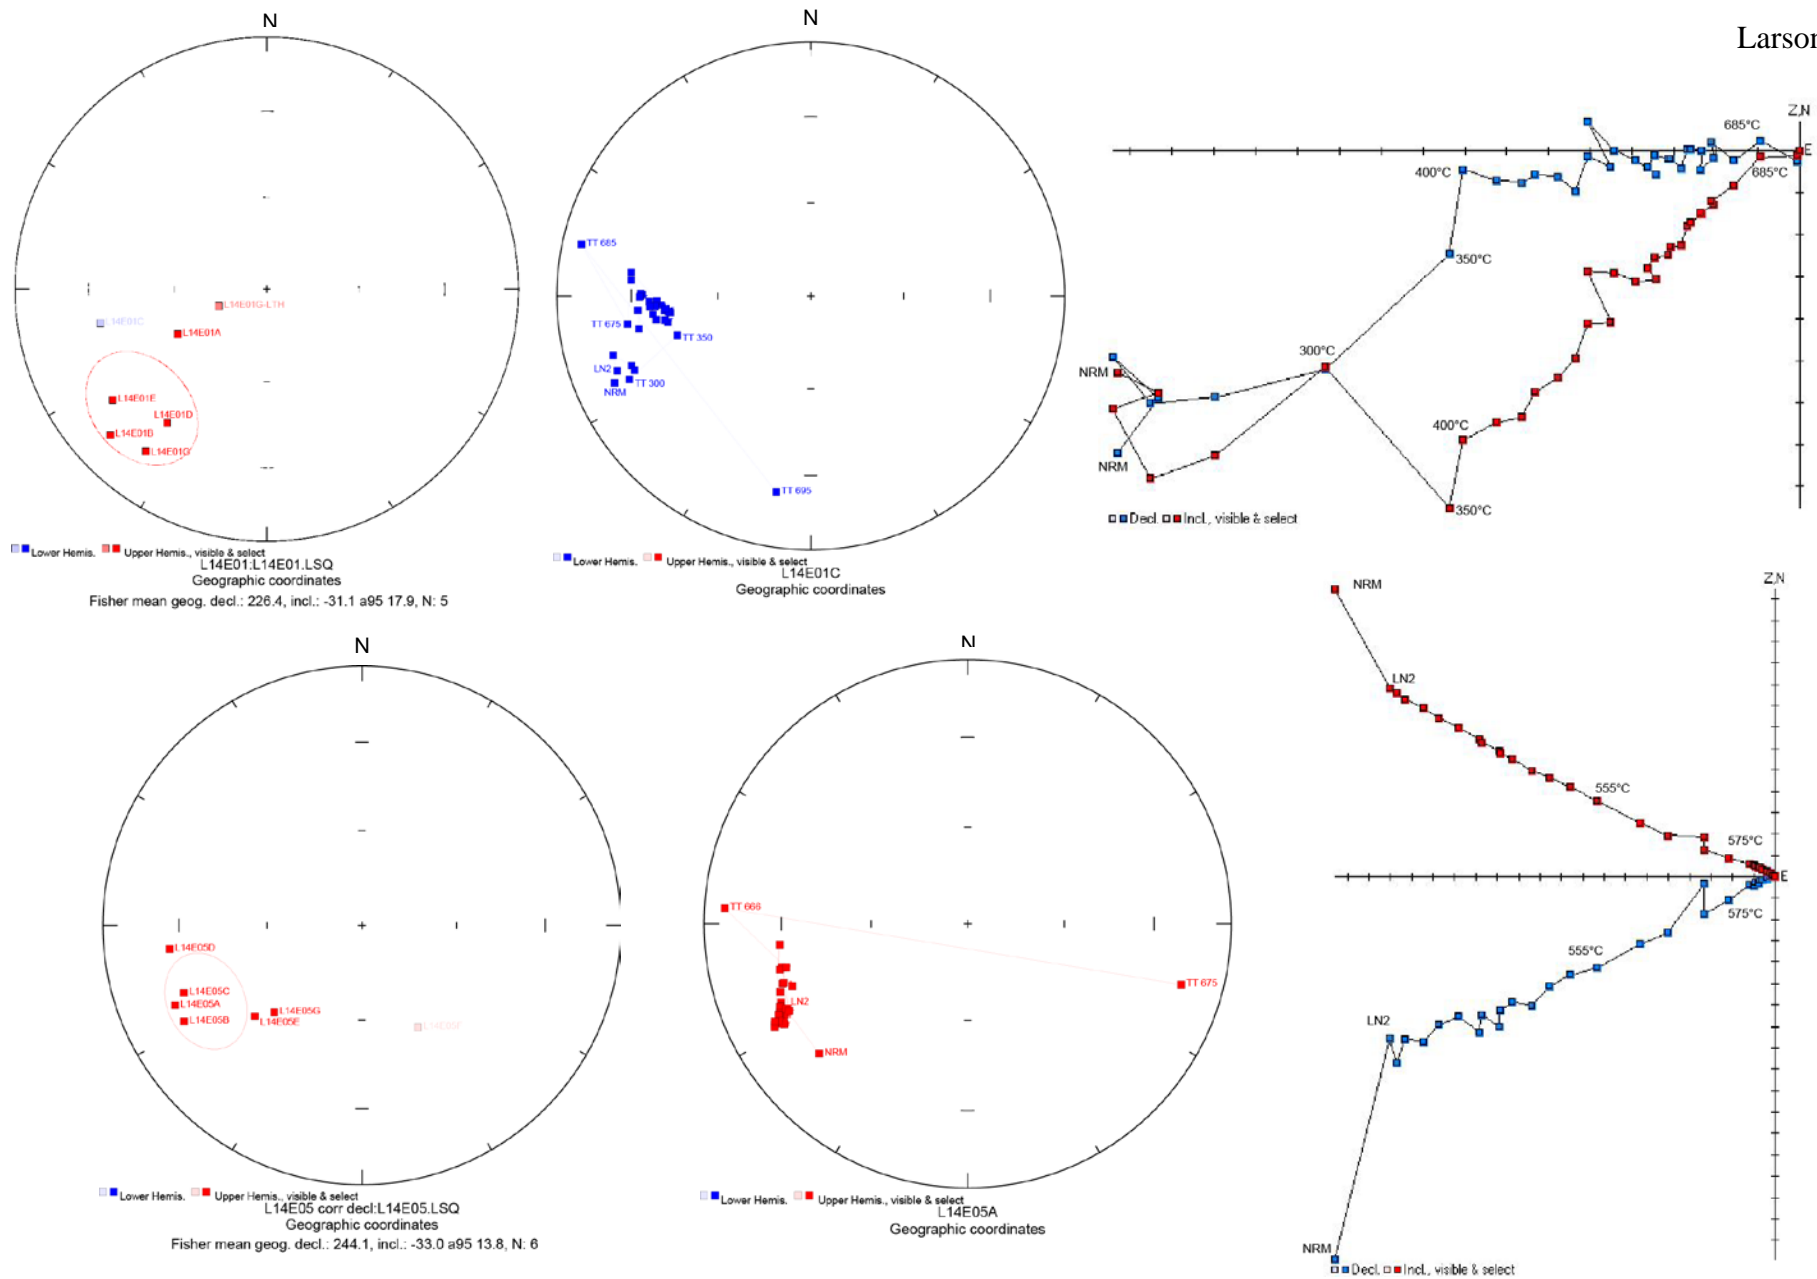 Larson
N
L14E01G-LTH
L14E01C
L14E01A
L14E01E
L14E01D
L14E01B
L14E01G
Lower Hemis. Upper Hemis., visible & select
L14E01:L14E01.LSQ
Geographic coordinates
Fisher mean geog. decl.: 226.4, incl.: -31.1 a95 17.9, N: 5
N
TT 685
TT 675
TT 350
LN2
TT 300
NRM
TT 695
Lower Hemis. Upper Hemis., visible & select
L14E01C
Geographic coordinates
Z,N
685°C
E
685°C
400°C
350°C
300°C
NRM
400°C
NRM
350°C
Decl. Incl., visible & select
N
L14E05D
L14E05C
L14E05A
L14E05B
L14E05G
L14E05E
L14E05F
Lower Hemis. Upper Hemis., visible & select
L14E05 corr decl:L14E05.LSQ
Geographic coordinates
Fisher mean geog. decl.: 244.1, incl.: -33.0 a95 13.8, N: 6
N
TT 666
TT 675
LN2
NRM
Lower Hemis. Upper Hemis., visible & select
L14E05A
Geographic coordinates
Z,N
NRM
LN2
555°C
575°C
E
575°C
555°C
LN2
NRM
Decl. Incl., visible & select